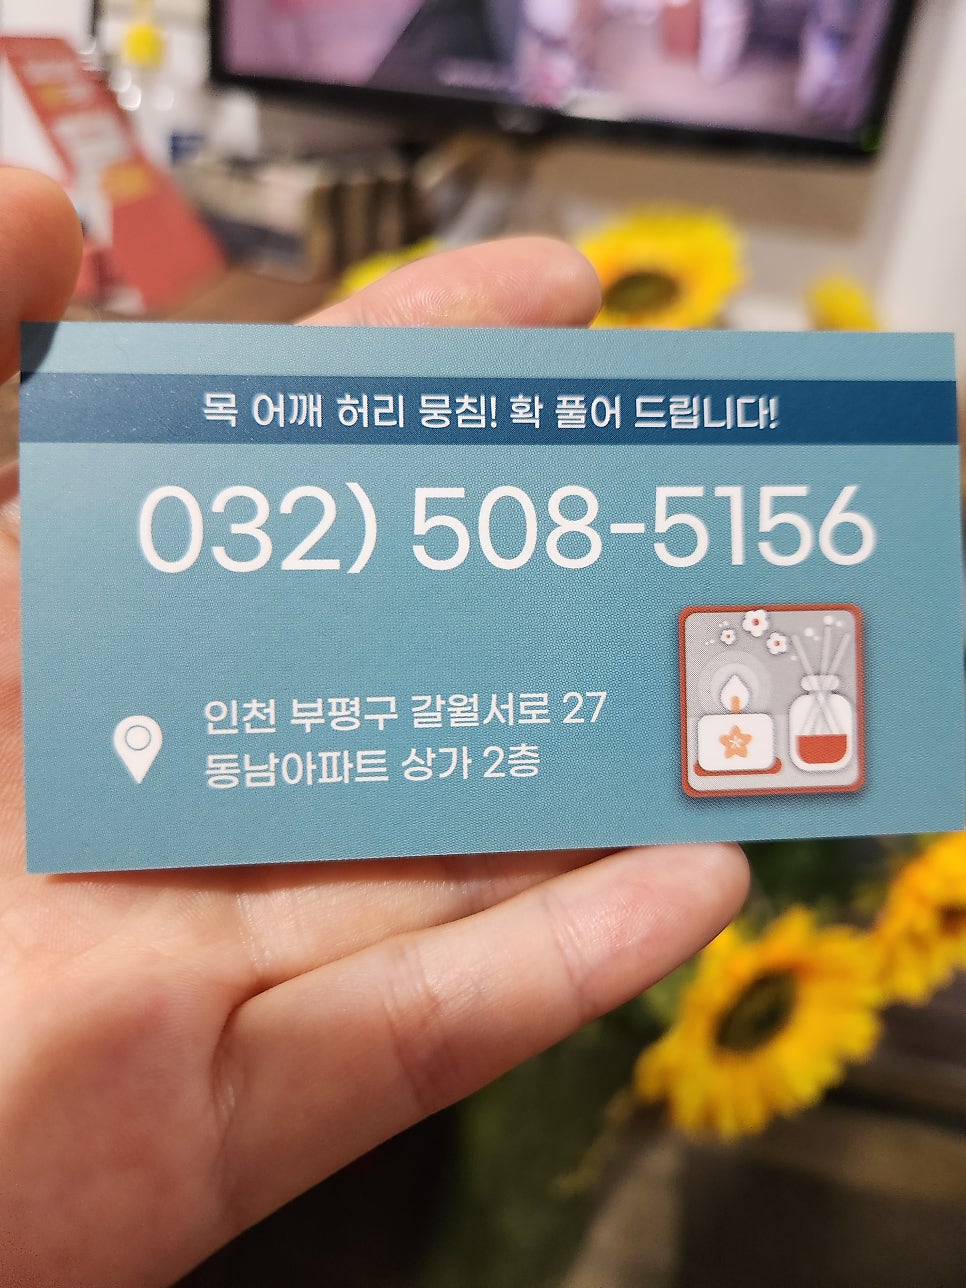 목 어깨 허리 뭉침! 확 풀어 드립니다!
032) 508-5156
인천 부평구 갈월서로 27
동남아파트 상가 2층